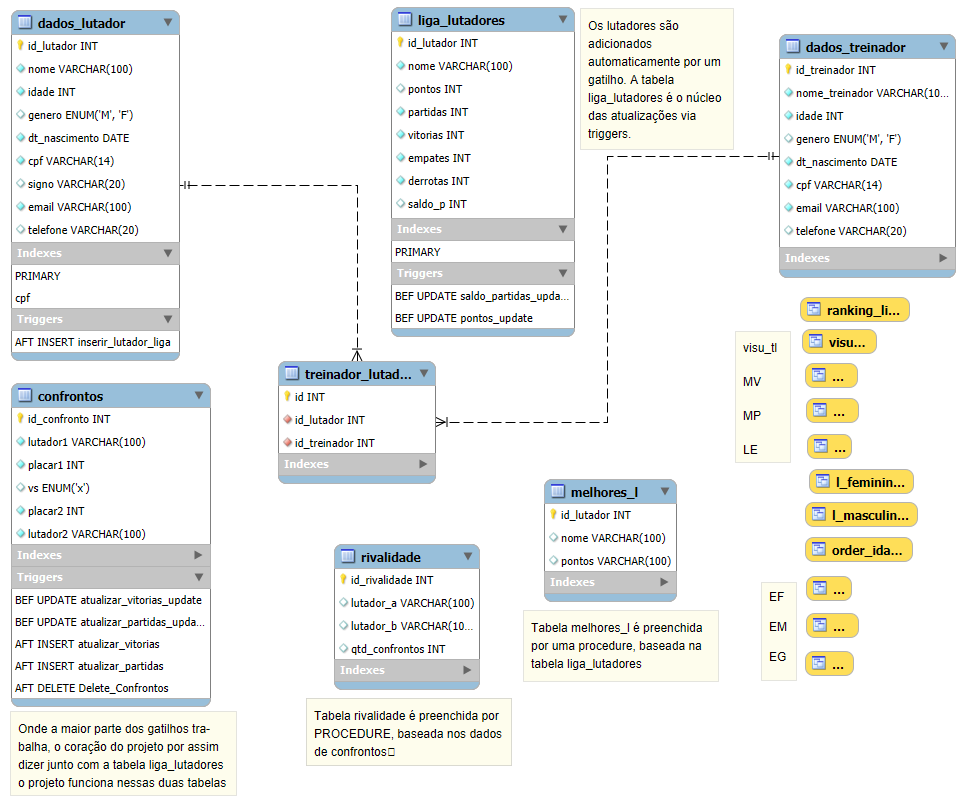 dados_lutador
id_lutador INT
nome VARCHAR(100)
idade INT
genero ENUM('M', 'F')
dt_nascimento DATE
cpf VARCHAR(14)
signo VARCHAR(20)
email VARCHAR(100)
telefone VARCHAR(20)
Indexes
PRIMARY
cpf
Triggers
AFT INSERT inserir_lutador_liga
liga_lutadores
id_lutador INT
nome VARCHAR(100)
pontos INT
partidas INT
vitorias INT
empates INT
derrotas INT
saldo_p INT
Indexes
PRIMARY
Triggers
BEF UPDATE saldo_partidas_upda...
BEF UPDATE pontos_update
Os lutadores são
adicionados
automaticamente por um
gatilho. A tabela
liga_lutadores é o núcleo
das atualizações via
triggers.
dados_treinador
id_treinador INT
nome_treinador VARCHAR(10...
idade INT
genero ENUM('M', 'F')
dt_nascimento DATE
cpf VARCHAR(14)
email VARCHAR(100)
telefone VARCHAR(20)
Indexes
treinador_lutad...
id INT
id_lutador INT
id_treinador INT
Indexes
confrontos
id_confronto INT
lutador1 VARCHAR(100)
placar1 INT
vs ENUM('x')
placar2 INT
lutador2 VARCHAR(100)
Indexes
Triggers
BEF UPDATE atualizar_vitorias_update
BEF UPDATE atualizar_partidas_upda...
AFT INSERT atualizar_vitorias
AFT INSERT atualizar_partidas
AFT DELETE Delete_Confrontos
Onde a maior parte dos gatilhos tra-
balha, o coração do projeto por assim
dizer junto com a tabela liga_lutadores
o projeto funciona nessas duas tabelas
rivalidade
id_rivalidade INT
lutador_a VARCHAR(100)
lutador_b VARCHAR(10...
qtd_confrontos INT
Indexes
Tabela rivalidade é preenchida por
PROCEDURE, baseada nos dados
de confrontos
melhores_l
id_lutador INT
nome VARCHAR(100)
pontos VARCHAR(100)
Indexes
Tabela melhores_l é preenchida
por uma procedure, baseada na
tabela liga_lutadores
ranking_li...
visu_tl
visu...
MV
...
MP
...
LE
...
l_feminin...
l_masculin...
order_ida...
EF
...
EM
...
EG
...